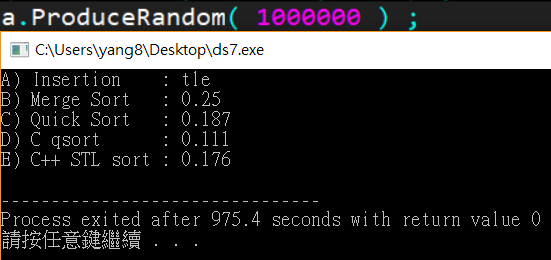 a.ProduceRandom( 1000000 ) ;
C:\Users\yang8\Desktop\ds7.exe
A) Insertion : tle
B) Merge Sort : 0.25
C) Quick Sort : 0.187
D) C qsort : 0.111
E) C++ STL sort : 0.176
--------------------------------
Process exited after 975.4 seconds with return value 0
請按任意鍵繼續 . . .